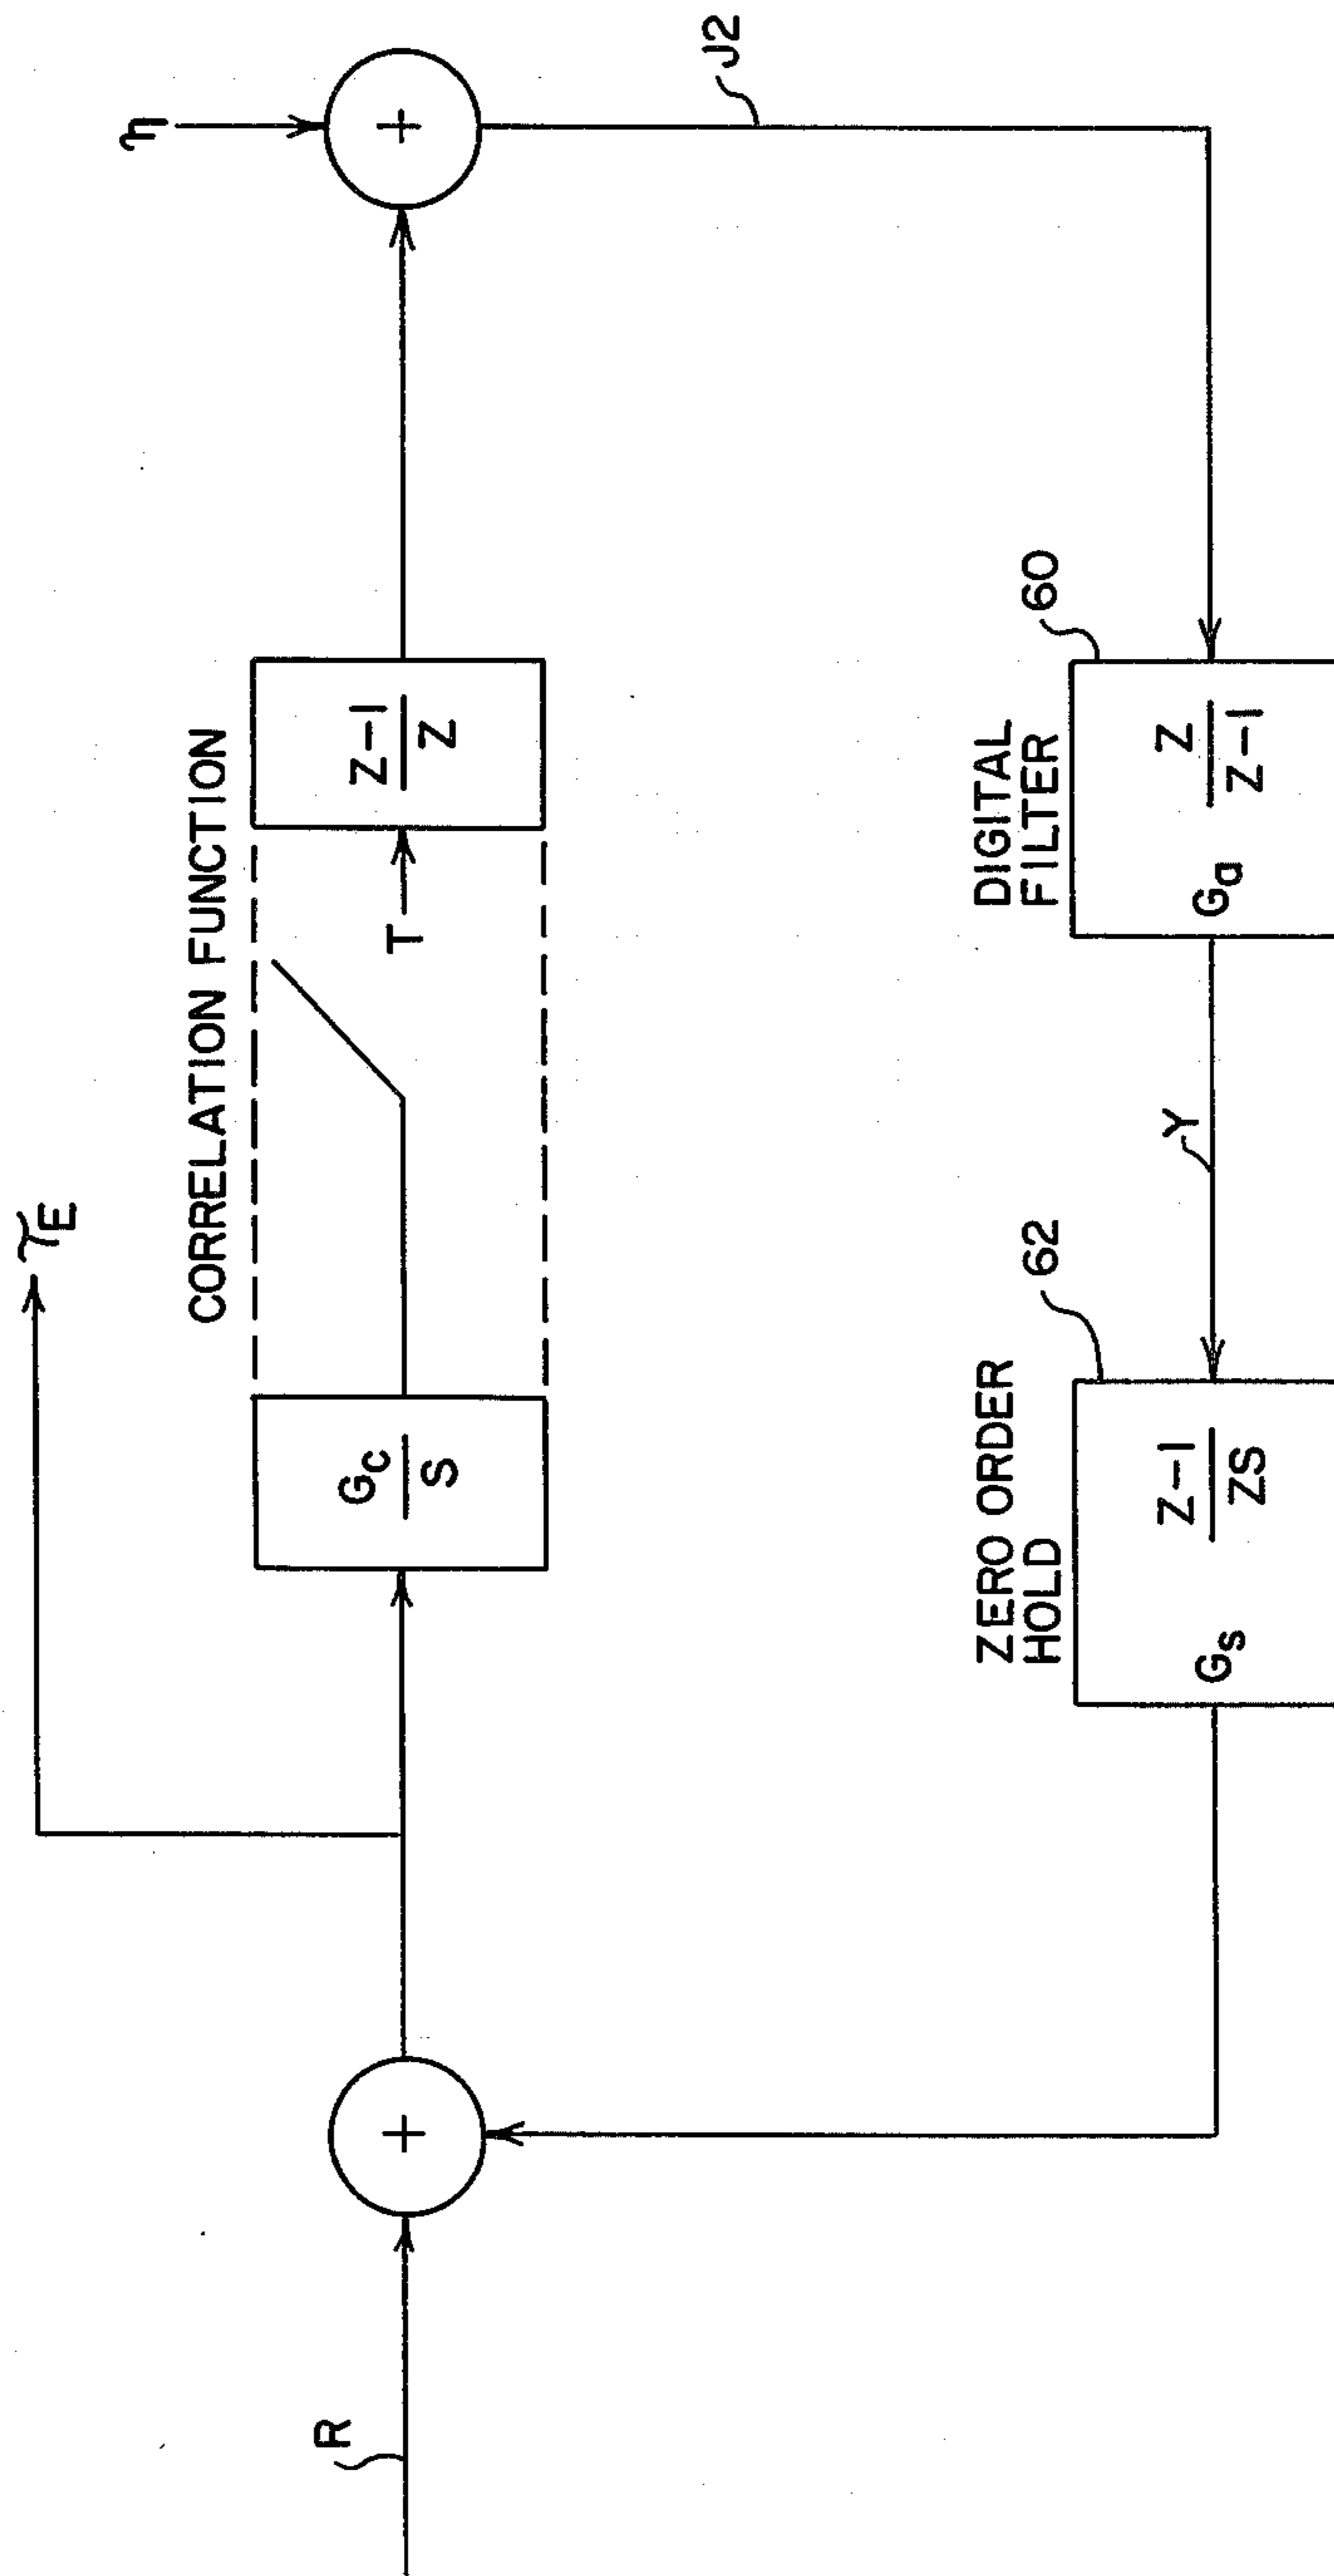 τE
CORRELATION FUNCTION
η
R
+
Gc
S
T
Z-1
Z
+
J2
ZERO ORDER
HOLD
62
Gs
Z-1
ZS
Y
DIGITAL
FILTER
60
Ga
Z
Z-1